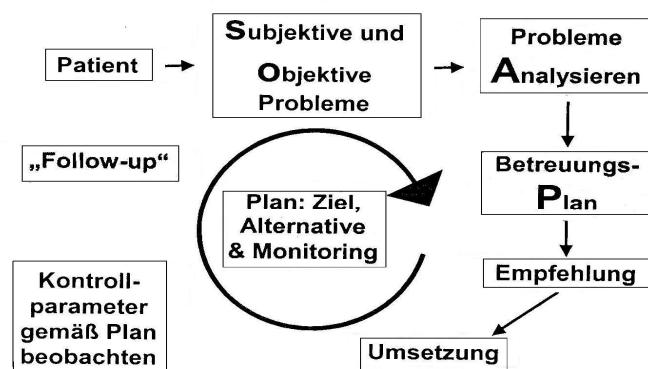 Patient
Subjektive und
Objektive
Probleme
Probleme
Analysieren
Betreuungs-
Plan
Empfehlung
Umsetzung
Kontroll-
parameter
gemäß Plan
beobachten
„Follow-up“
Plan: Ziel,
Alternative
& Monitoring